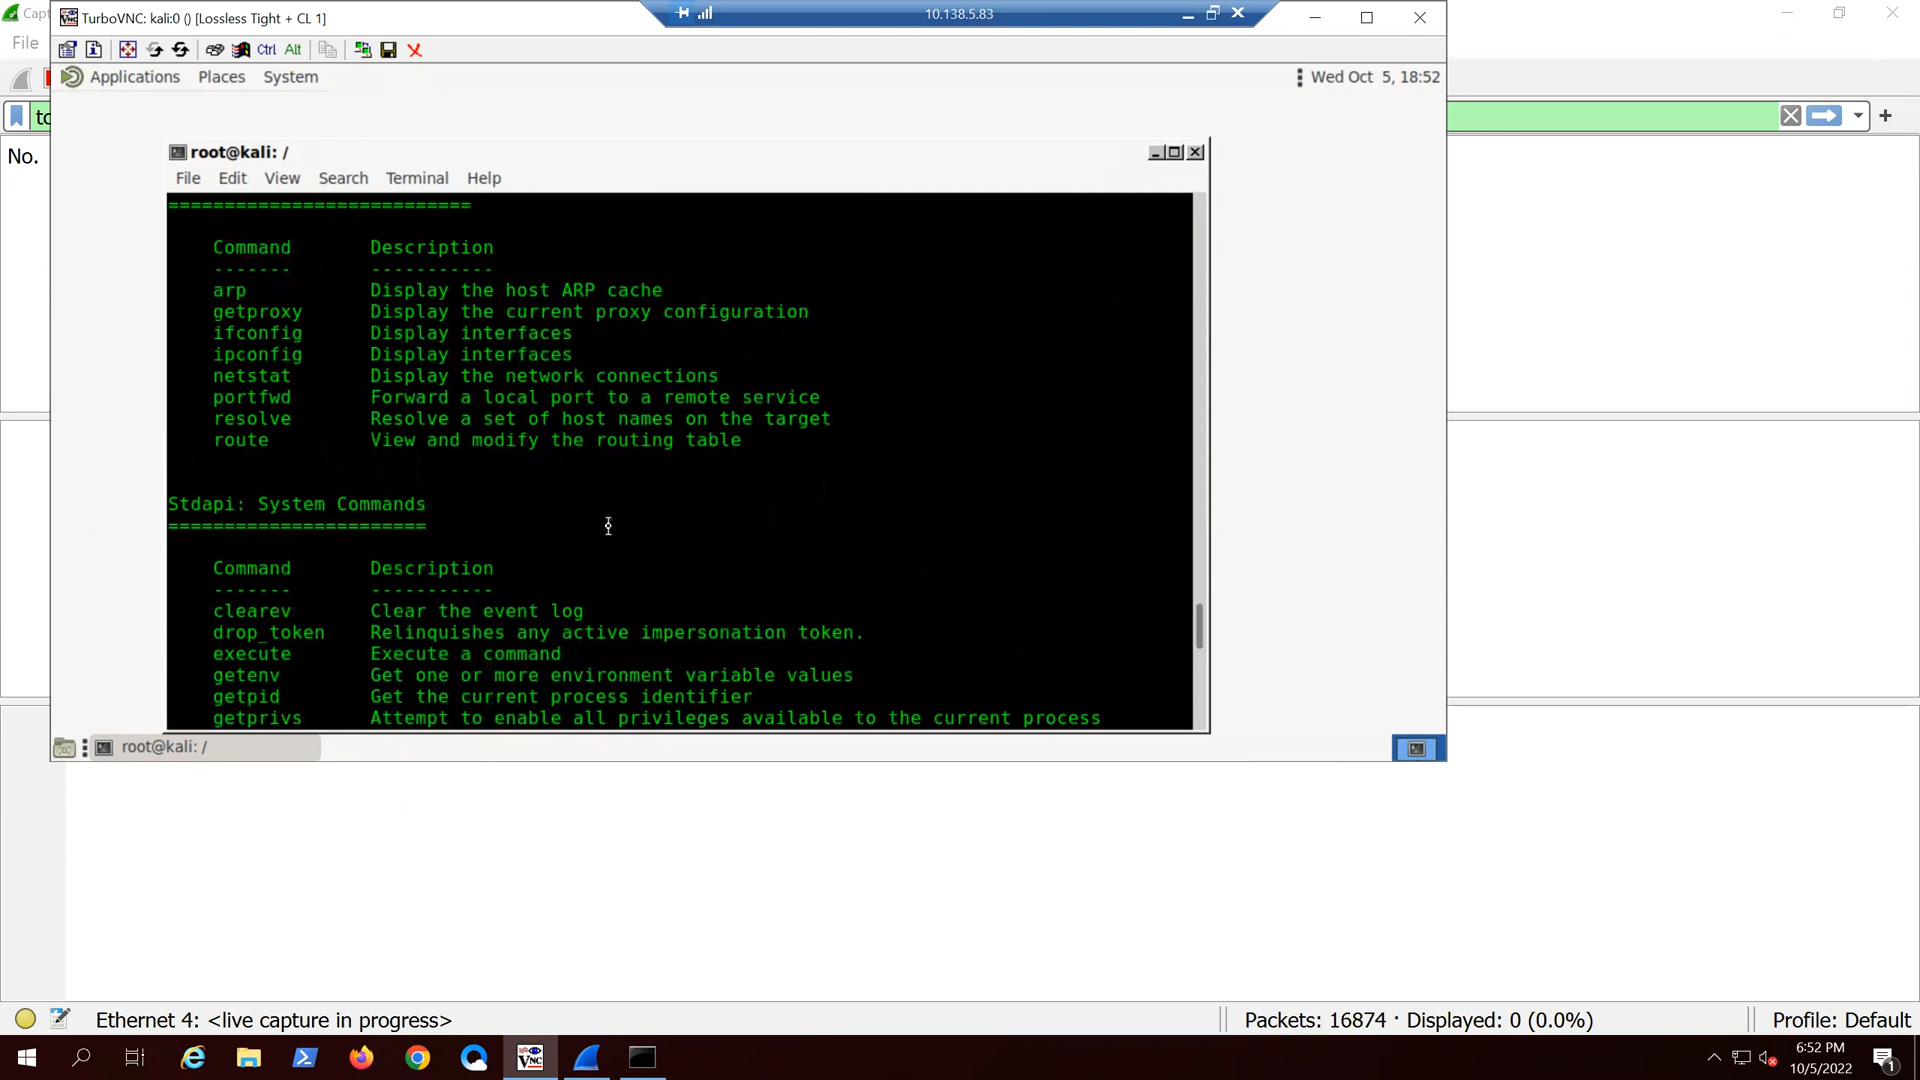 Capt
TurboVNC: kali:0 () [Lossless Tight + CL 1]
10.138.5.83
File
Ctrl Alt
Applications Places System
Wed Oct 5, 18:52
No.
root@kali: /
File Edit View Search Terminal Help
===========================
Command Description
------- -----------
arp Display the host ARP cache
getproxy Display the current proxy configuration
ifconfig Display interfaces
ipconfig Display interfaces
netstat Display the network connections
portfwd Forward a local port to a remote service
resolve Resolve a set of host names on the target
route View and modify the routing table
Stdapi: System Commands
=======================
Command Description
------- -----------
clearev Clear the event log
drop_token Relinquishes any active impersonation token.
execute Execute a command
getenv Get one or more environment variable values
getpid Get the current process identifier
getprivs Attempt to enable all privileges available to the current process
root@kali: /
Ethernet 4: <live capture in progress>
Packets: 16874 · Displayed: 0 (0.0%)
Profile: Default
VNC
6:52 PM
10/5/2022
1